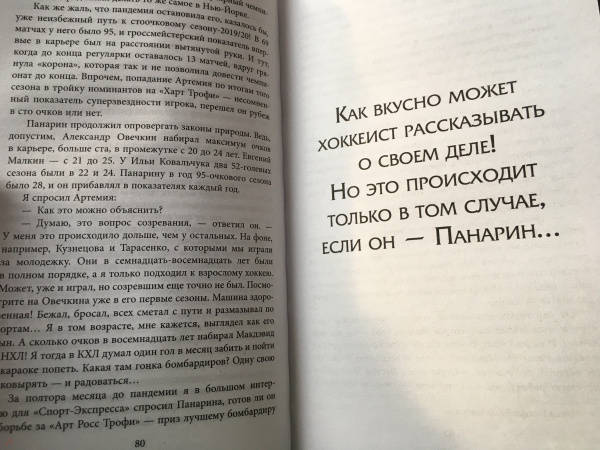 Как же жаль, что пандемия остановила его, казалось бы,
уже неизбежный путь к стоочковому сезону-2019/20! В 69
матчах у него было 95, и гроссмейстерский показатель впер-
вые в карьере был на расстоянии вытянутой руки. И тут,
когда до конца регулярки оставалось 13 матчей, вдруг гря-
нула «корона», которая так и не позволила довести чемпи-
онат до конца. Впрочем, попадание Артемия по итогам того
сезона в тройку номинантов на «Харт Трофи» — несомнен-
ный показатель суперзвездности игрока, перешел он рубеж
в сто очков или нет.
Панарин продолжил опровергать законы природы. Ведь,
допустим, Александр Овечкин набирал максимум очков
в карьере, больше ста, в промежутке с 20 до 24 лет. Евгений
Малкин — с 21 до 25. У Ильи Ковальчука два 52-голевых
сезона были в 22 и 24. Панарину в год 95-очкового сезона
было 28, и он прибавлял в показателях каждый год.
Я спросил Артемия:
— Как это можно объяснить?
— Думаю, это вопрос созревания, — ответил он. —
У меня это происходило дольше, чем у остальных. На фоне,
например, Кузнецова и Тарасенко, с которыми мы играли
за молодежку. Они в семнадцать-восемнадцать лет были
в полном порядке, а я только подходил к взрослому хоккею.
Может, уже и играл, но созревшим еще точно не был. Посмо-
трите на Овечкина уже в его первые сезоны. Машина здоро-
венная! Бежал, бросал, всех сметал с пути и размазывал по
бортам... Я в том возрасте, мне кажется, выглядел как его
сын. А сколько очков в восемнадцать лет набирал Макдэвид
НХЛ! Я тогда в КХЛ думал один гол в месяц забить и пойти
караоке попеть. Какая там гонка бомбардиров? Одну свою
ковырять — и радоваться...
За полтора месяца до пандемии я в большом интер-
ю для «Спорт-Экспресса» спросил Панарина, готов ли он
борьбе за «Арт Росс Трофи» — приз лучшему бомбардиру
80
Как вкусно может
хоккеист рассказывать
о своем деле!
Но это происходит
только в том случае,
если он — Панарин...